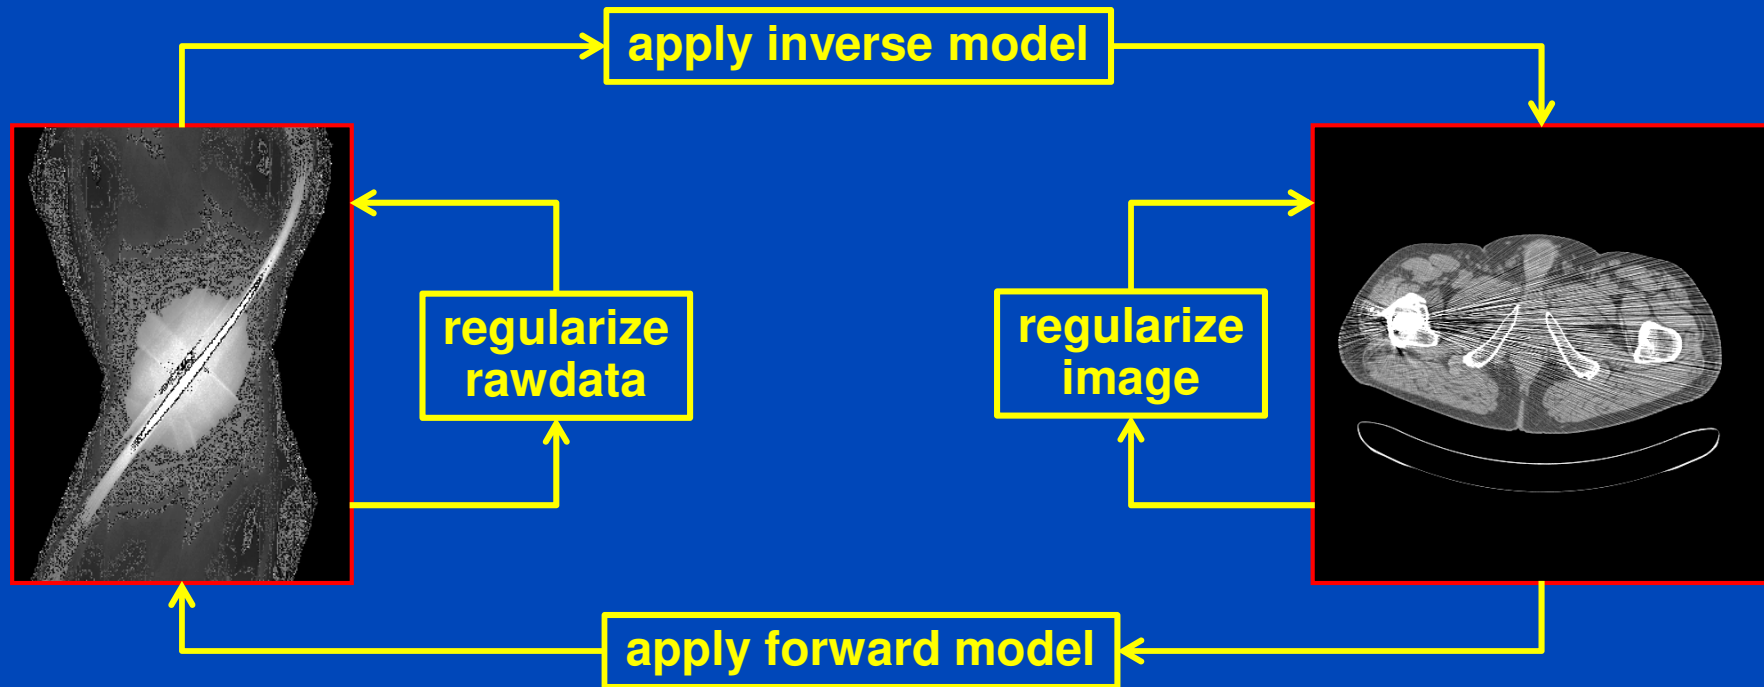 apply inverse model
regularize
rawdata
regularize
image
apply forward model